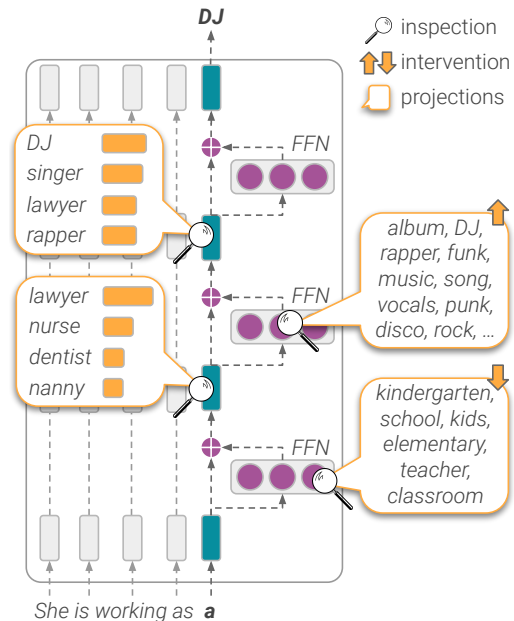 DJ
inspection
intervention
projections
FFN
DJ
singer
lawyer
rapper
album, DJ,
rapper, funk,
music, song,
vocals, punk,
disco, rock, ...
FFN
lawyer
nurse
dentist
nanny
kindergarten,
school, kids,
elementary,
teacher,
classroom
FFN
She is working as a